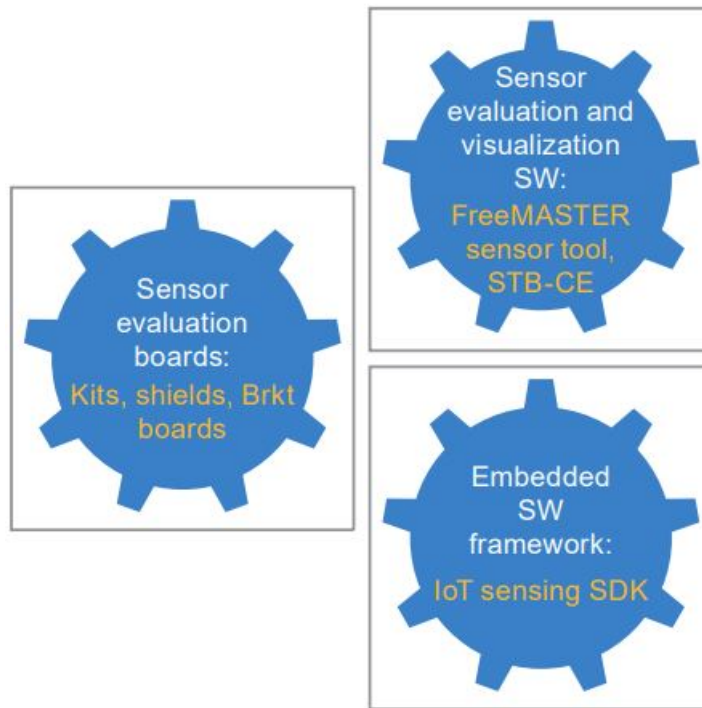 Sensor
evaluation and
visualization
SW:
FreeMASTER
sensor tool,
STB-CE
Sensor
evaluation
boards:
Kits, shields, Brkt
boards
Embedded
SW
framework:
IoT sensing SDK